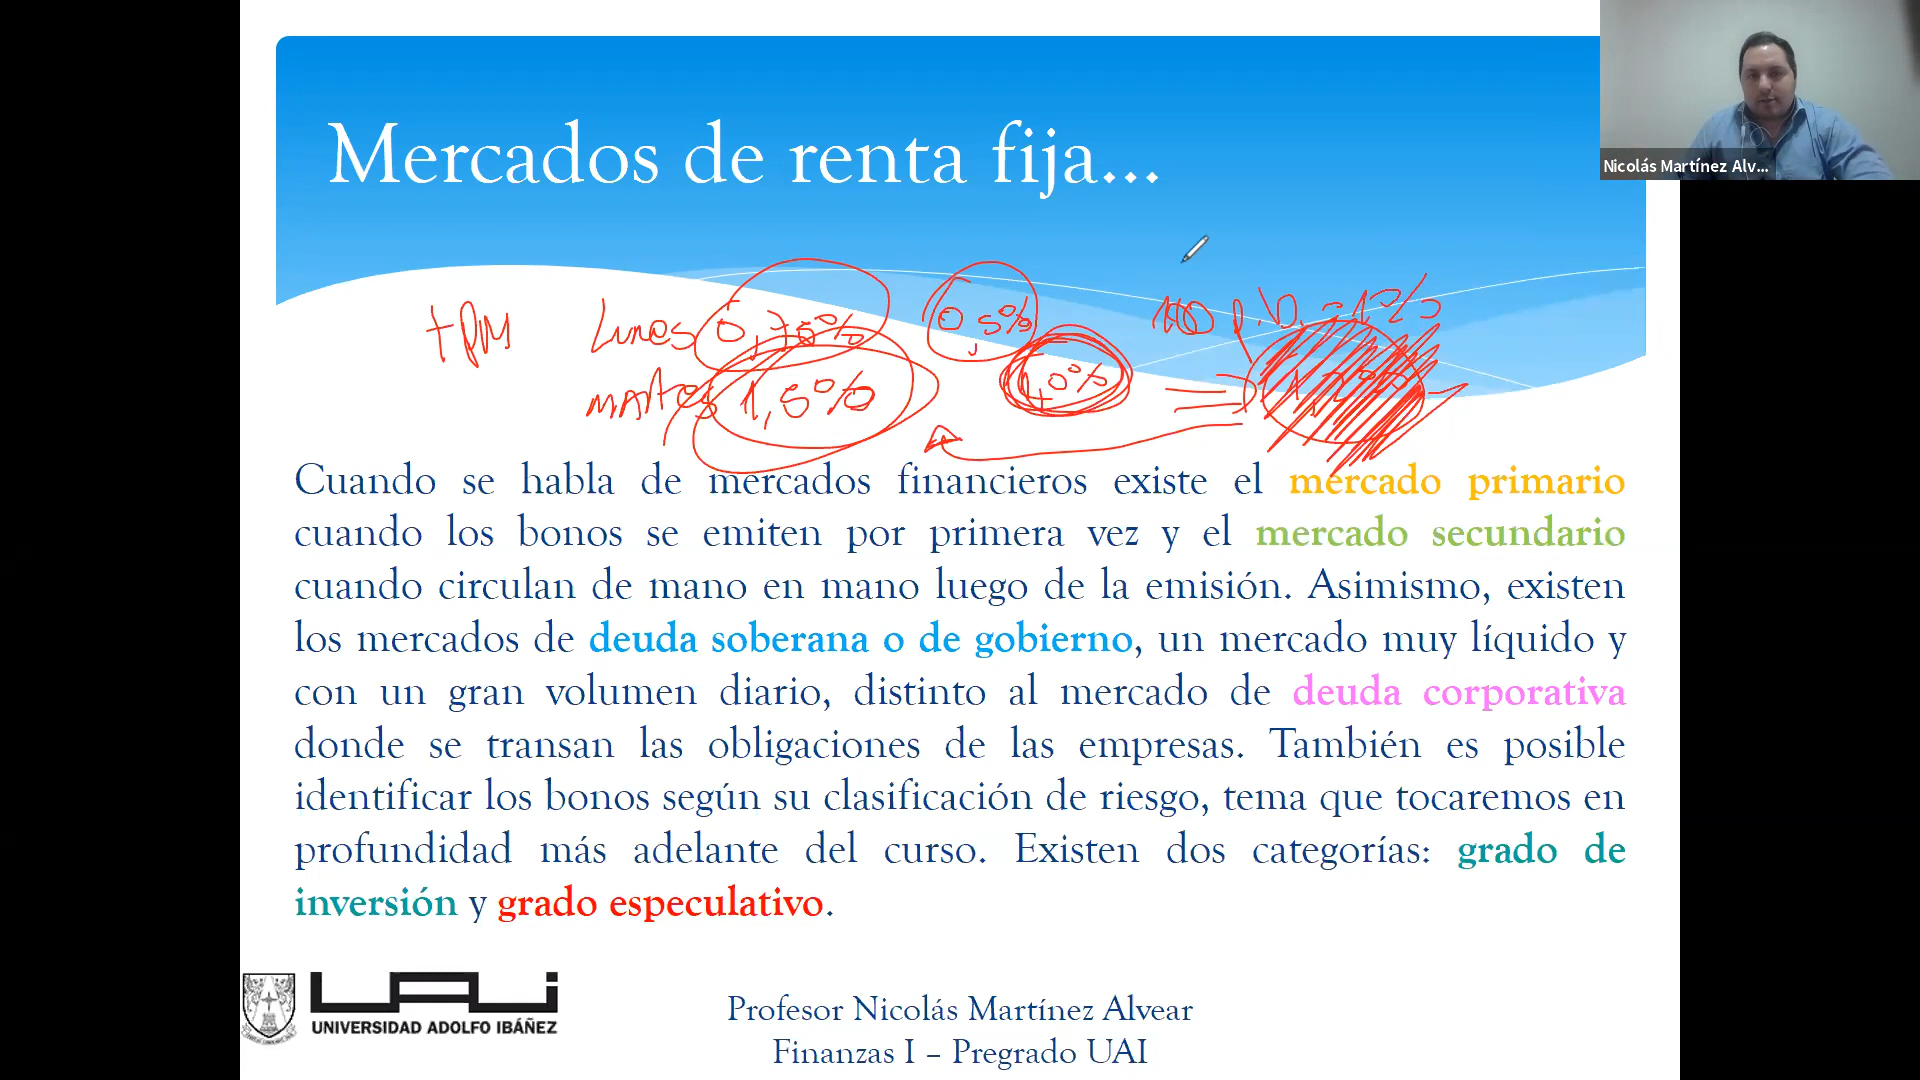 Nicolás Martínez Alv...
Mercados de renta fija...
tpm Lunes 0,75% 0,5% 100 p.b. = 1%
martes 1,5% 1,0% =
Cuando se habla de mercados financieros existe el mercado primario
cuando los bonos se emiten por primera vez y el mercado secundario
cuando circulan de mano en mano luego de la emisión. Asimismo, existen
los mercados de deuda soberana o de gobierno, un mercado muy líquido y
con un gran volumen diario, distinto al mercado de deuda corporativa
donde se transan las obligaciones de las empresas. También es posible
identificar los bonos según su clasificación de riesgo, tema que tocaremos en
profundidad más adelante del curso. Existen dos categorías: grado de
inversión y grado especulativo.
UAI
UNIVERSIDAD ADOLFO IBÁÑEZ
Profesor Nicolás Martínez Alvear
Finanzas I – Pregrado UAI